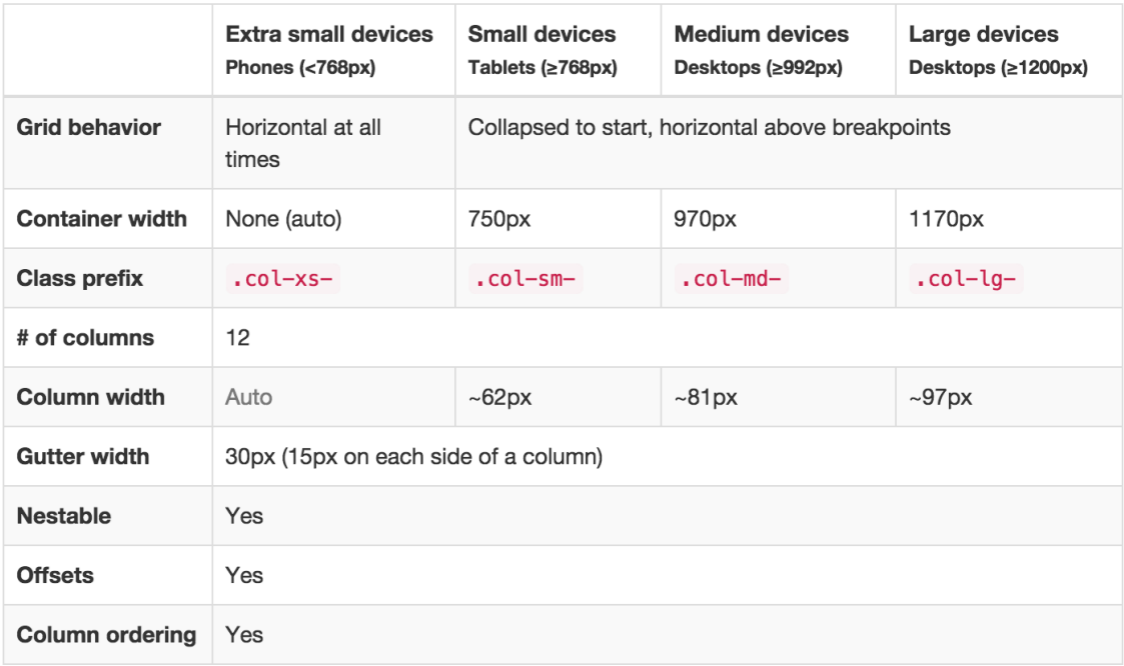 Extra small devices Small devices Medium devices Large devices
Phones (<768px) Tablets (≥768px) Desktops (≥992px) Desktops (≥1200px)
Grid behavior Horizontal at all Collapsed to start, horizontal above breakpoints
times
Container width None (auto) 750px 970px 1170px
Class prefix .col-xs- .col-sm- .col-md- .col-lg-
# of columns 12
Column width Auto ~62px ~81px ~97px
Gutter width 30px (15px on each side of a column)
Nestable Yes
Offsets Yes
Column ordering Yes